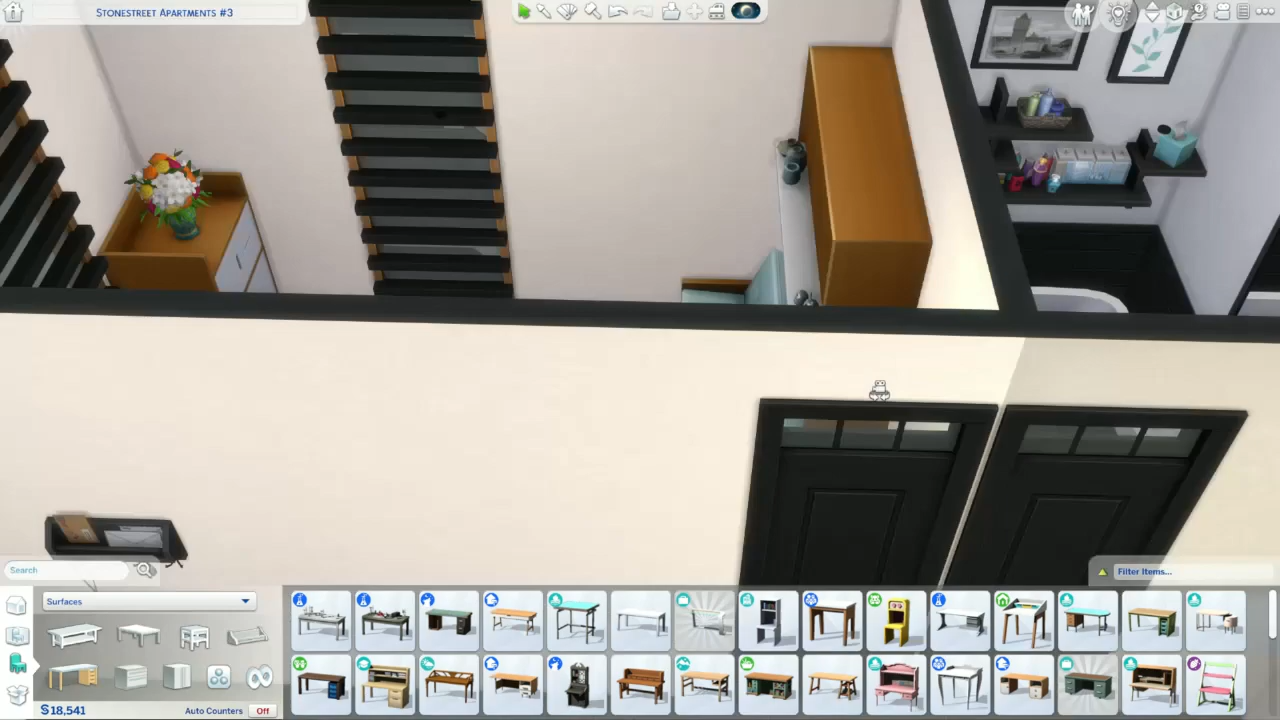 Stonestreet Apartments #3
Search
Filter Items...
Surfaces
§18,541
Auto Counters
Off